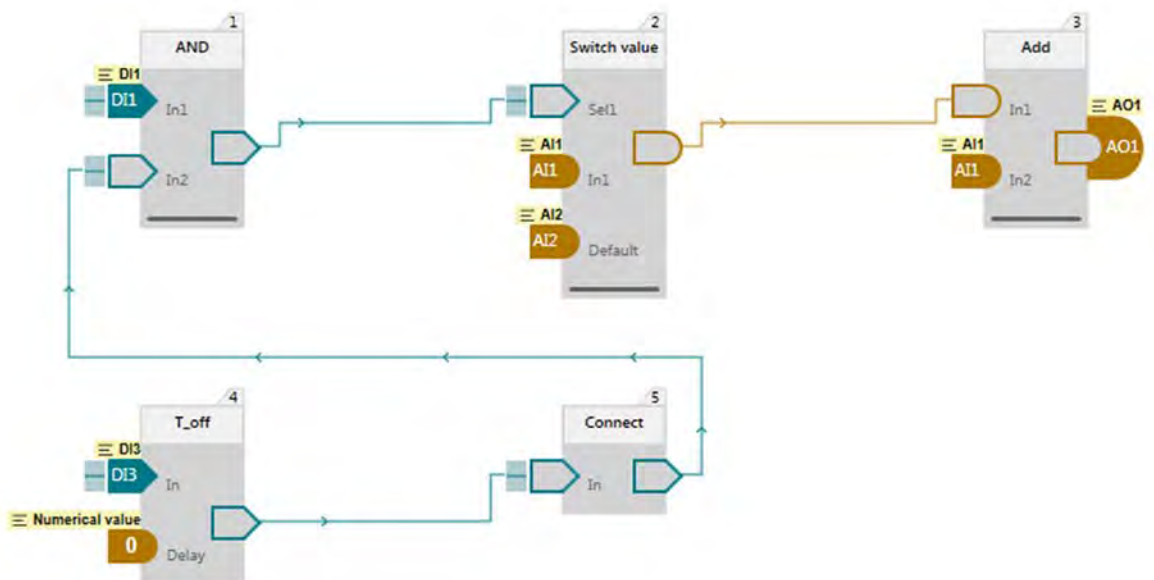 1
AND
DI1
DI1
In1
In2
2
Switch value
Sel1
AI1
AI1
In1
AI2
AI2
Default
3
Add
In1
AO1
AO1
AI1
AI1
In2
4
T_off
DI3
DI3
In
Numerical value
0
Delay
5
Connect
In